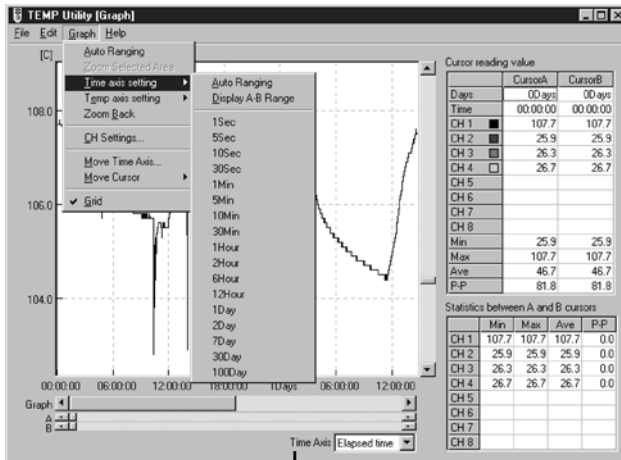 TEMP Utility [Graph]
File Edit Graph Help
[C]
108.0
106.0
104.0
Auto Ranging
Zoom Selected Area
Time axis setting
Temp axis setting
Zoom Back
CH Settings...
Move Time Axis...
Move Cursor
✔ Grid
Auto Ranging
Display A-B Range
1Sec
5Sec
10Sec
30Sec
1Min
5Min
10Min
30Min
1Hour
2Hour
6Hour
12Hour
1Day
2Day
7Day
30Day
100Day
00:00:00 06:00:00 12:00:00 18:00:00 1Days 06:00:00 12:00:00
Graph
A
B
Time Axis Elapsed time
Cursor reading value
CursorA CursorB
Days 0Days 0Days
Time 00:00:00 00:00:00
CH 1 107.7 107.7
CH 2 25.9 25.9
CH 3 26.3 26.3
CH 4 26.7 26.7
CH 5
CH 6
CH 7
CH 8
Min 25.9 25.9
Max 107.7 107.7
Ave 46.7 46.7
P-P 81.8 81.8
Statistics between A and B cursors
Min Max Ave P-P
CH 1 107.7 107.7 107.7 0.0
CH 2 25.9 25.9 25.9 0.0
CH 3 26.3 26.3 26.3 0.0
CH 4 26.7 26.7 26.7 0.0
CH 5
CH 6
CH 7
CH 8